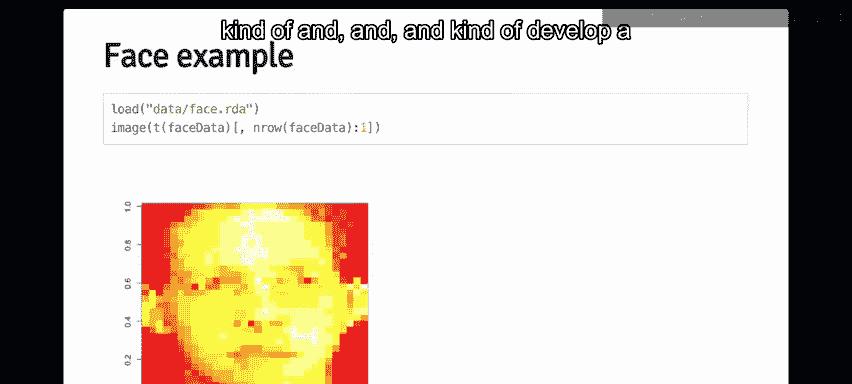 kind of and, and, and kind of develop a
Face example
load("data/face.rda")
image(t(faceData)[, nrow(faceData):1])
1.0
0.8
0.6
0.4
0.2